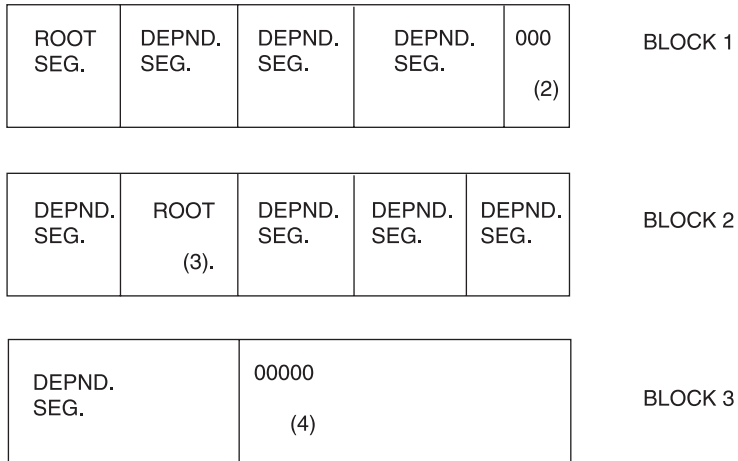 ROOT SEG.
DEPND. SEG.
DEPND. SEG.
DEPND. SEG.
000
(2)
BLOCK 1
DEPND. SEG.
ROOT
(3).
DEPND. SEG.
DEPND. SEG.
DEPND. SEG.
BLOCK 2
DEPND. SEG.
00000
(4)
BLOCK 3